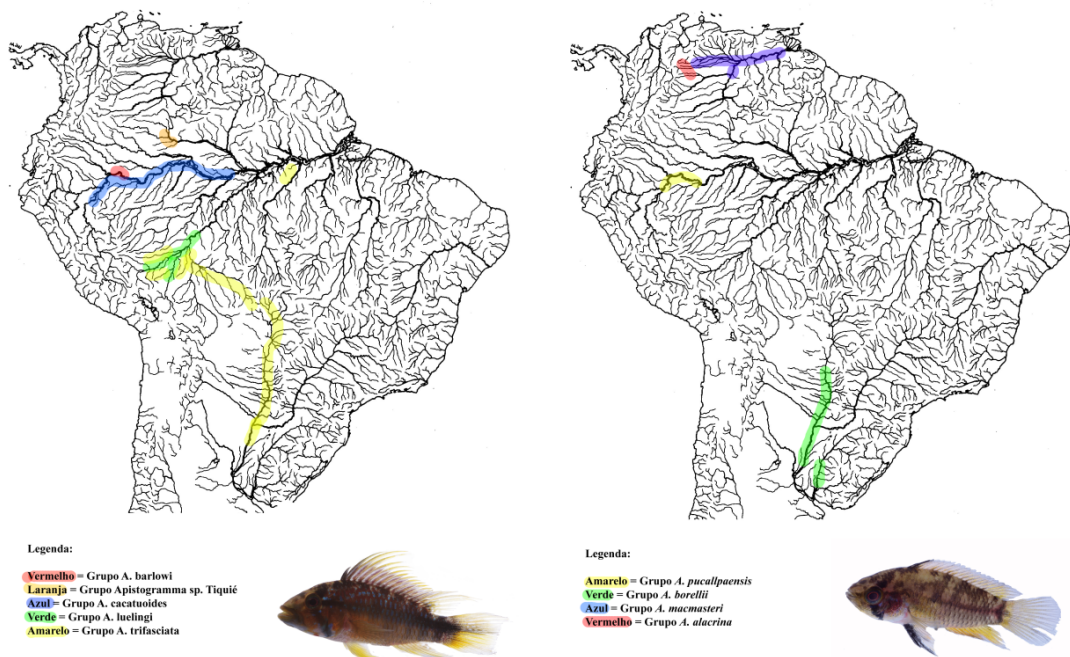 Legenda:
Vermelho = Grupo A. barlowi
Laranja = Grupo Apistogramma sp. Tiquié
Azul = Grupo A. cacatuoides
Verde = Grupo A. luelingi
Amarelo = Grupo A. trifasciata
Legenda:
Amarelo = Grupo A. pucallpaensis
Verde = Grupo A. borellii
Azul = Grupo A. macmasteri
Vermelho = Grupo A. alacrina